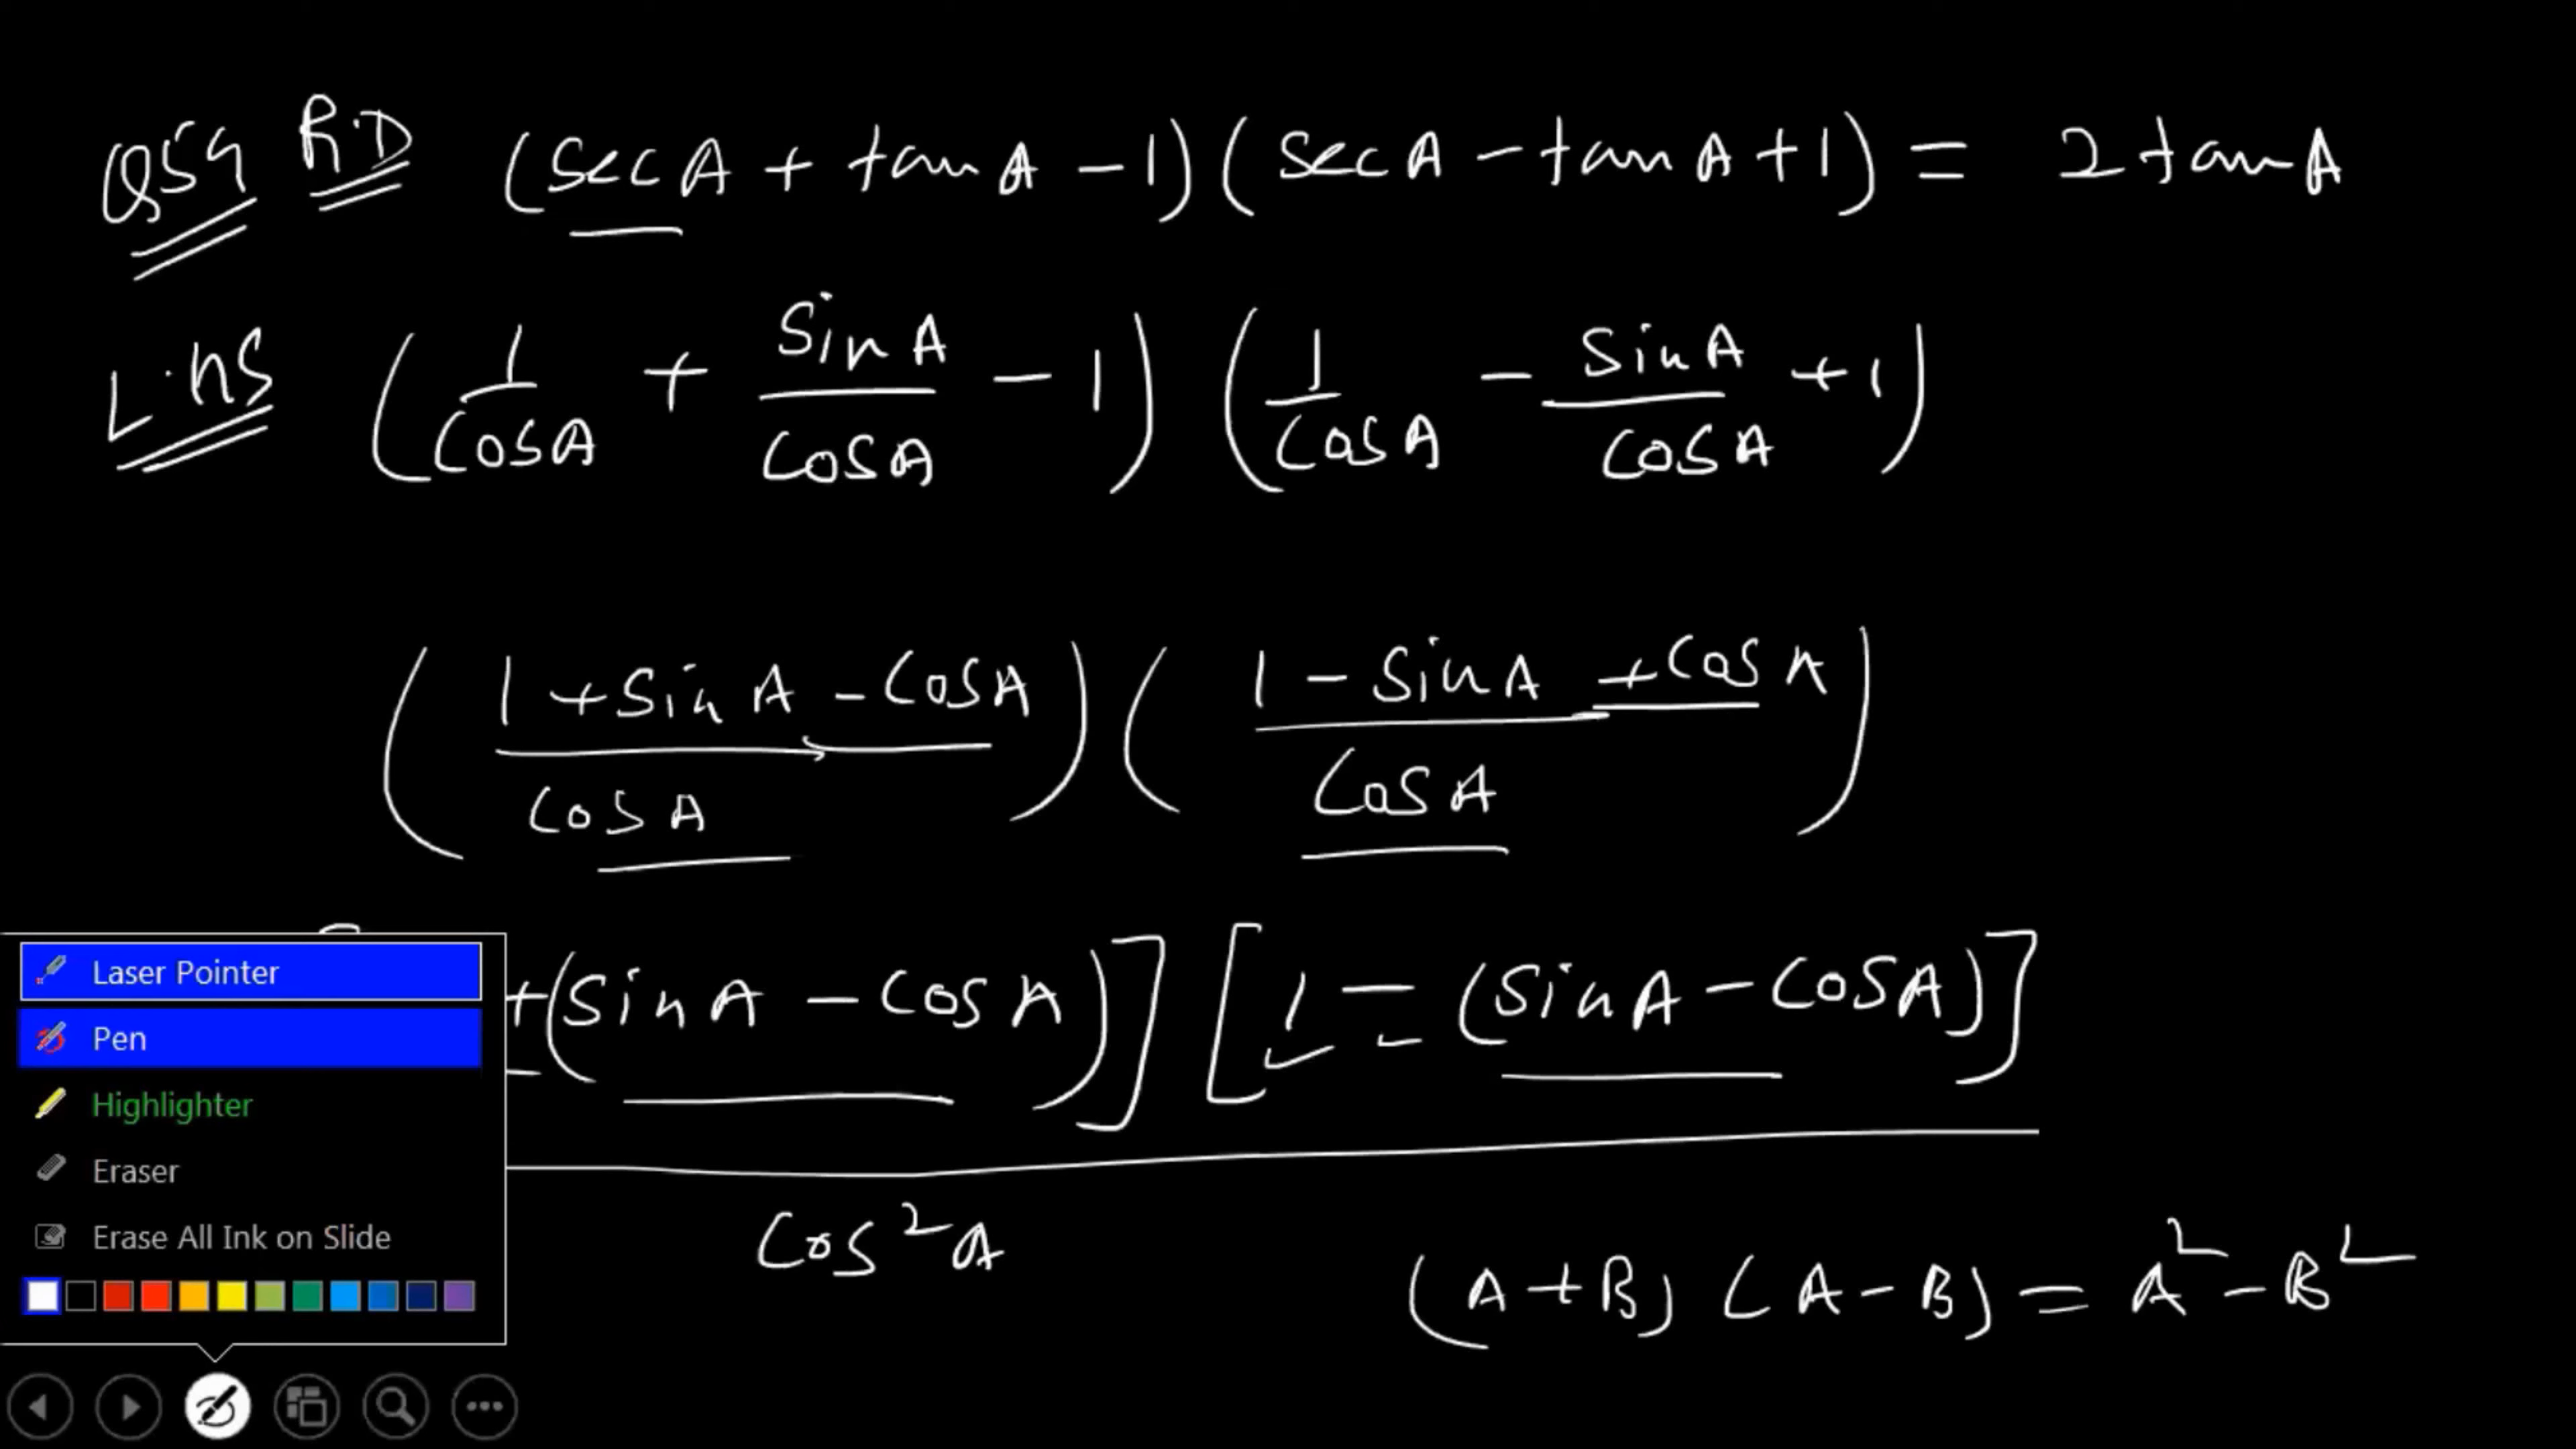 Q59 R.D (secA + tanA - 1)(secA - tanA + 1) = 2tanA
L.hS (1/CosA + SinA/CosA - 1) (1/CosA - SinA/CosA + 1)
(1 + SinA - CosA / CosA) (1 - SinA + CosA / CosA)
+ (SinA - CosA)] [1 - (SinA - CosA)]
Cos²A
(A + B) (A - B) = A² - B²
Laser Pointer
Pen
Highlighter
Eraser
Erase All Ink on Slide